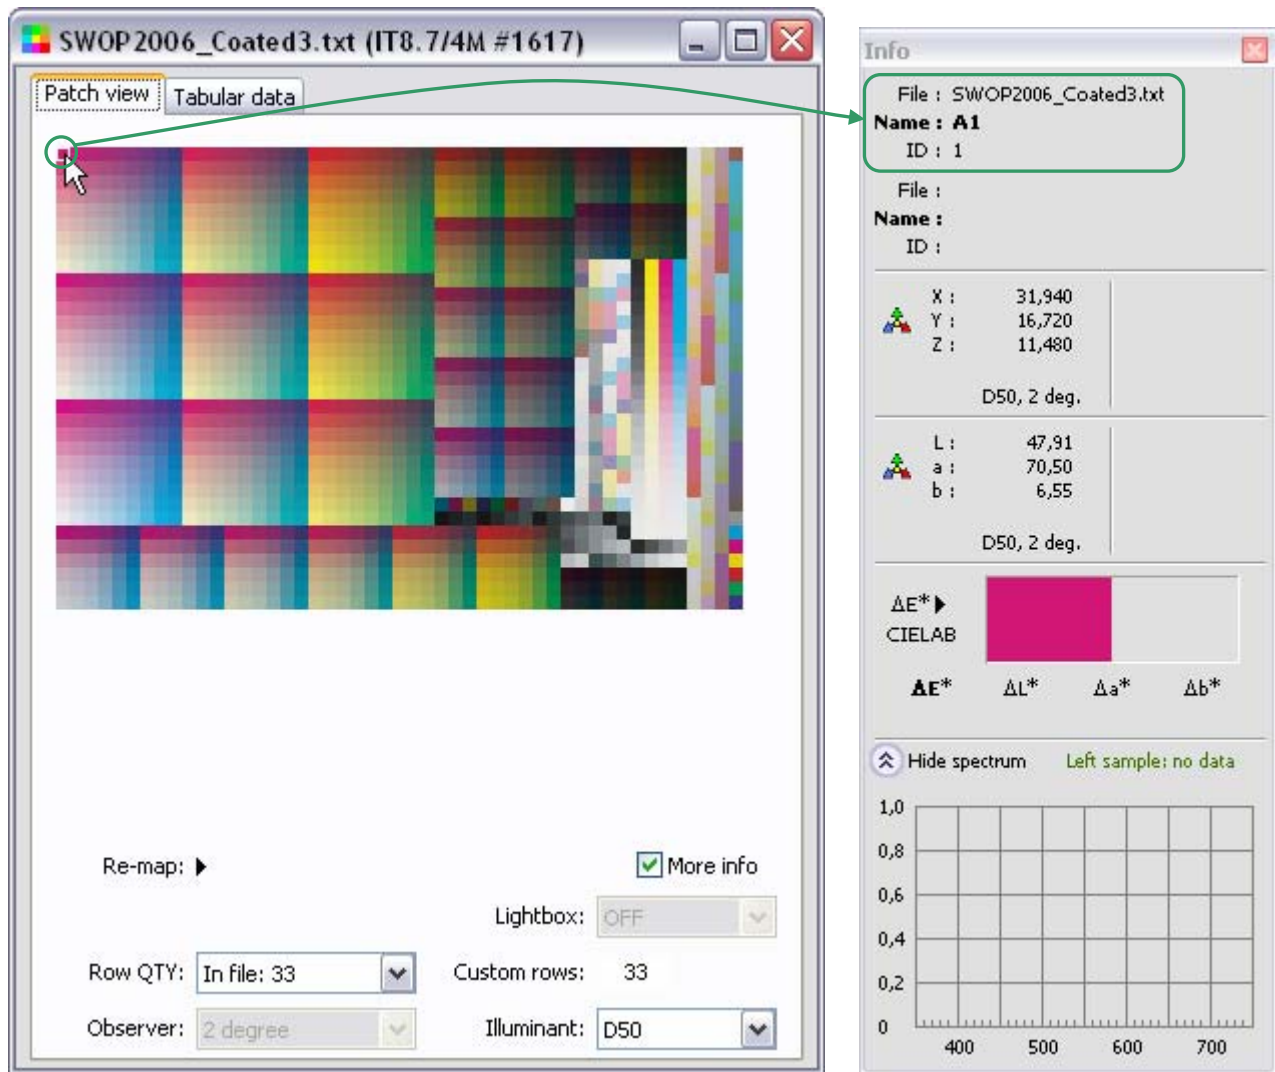 SWOP2006_Coated3.txt (IT8.7/4M #1617)
Patch view
Tabular data
Re-map:
More info
Lightbox: OFF
Row QTY: In file: 33
Custom rows: 33
Observer: 2 degree
Illuminant: D50
Info
File : SWOP2006_Coated3.txt
Name : A1
ID : 1
File :
Name :
ID :
X : 31,940
Y : 16,720
Z : 11,480
D50, 2 deg.
L : 47,91
a : 70,50
b : 6,55
D50, 2 deg.
ΔE*
CIELAB
ΔE* ΔL* Δa* Δb*
Hide spectrum Left sample: no data
1,0
0,8
0,6
0,4
0,2
0
400 500 600 700